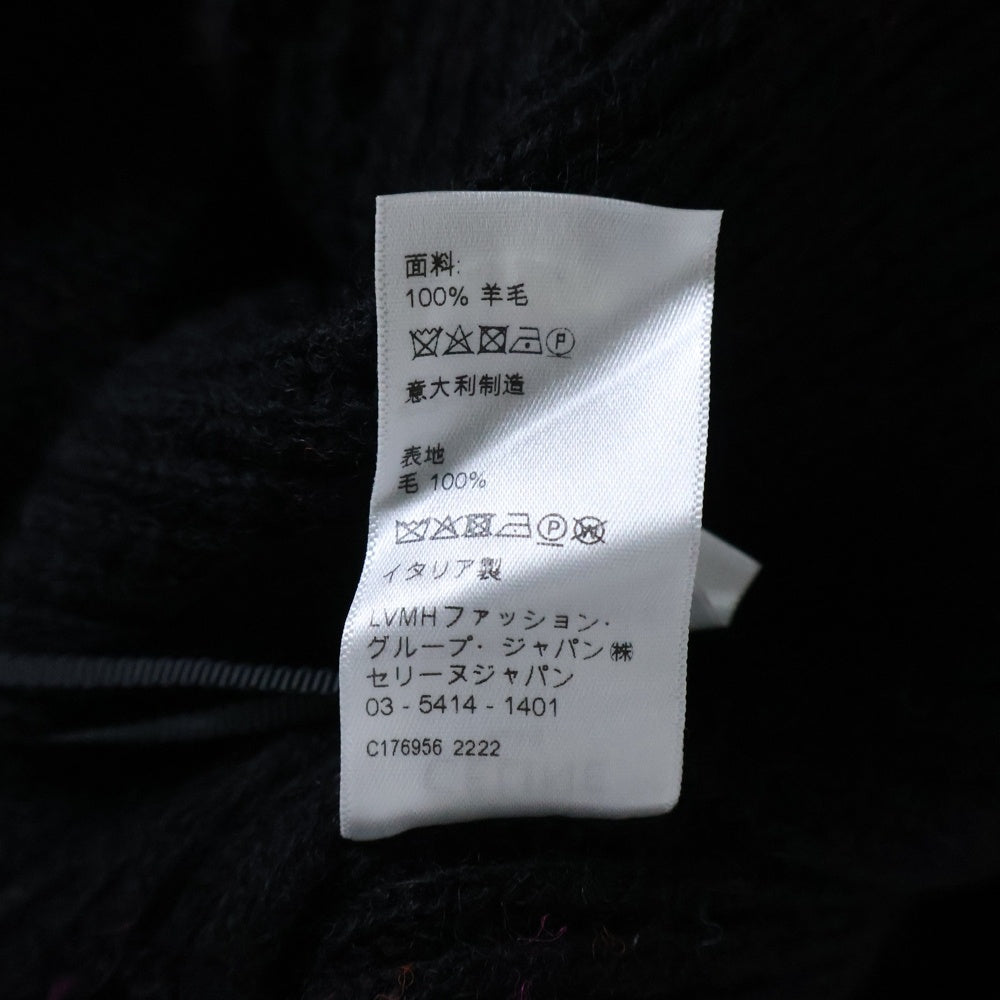 面料:
100% 羊毛
P
意大利制造
表地
毛 100%
P W
イタリア製
LVMHファッション・
グループ・ジャパン㈱
セリーヌジャパン
03 - 5414 - 1401
C176956 2222